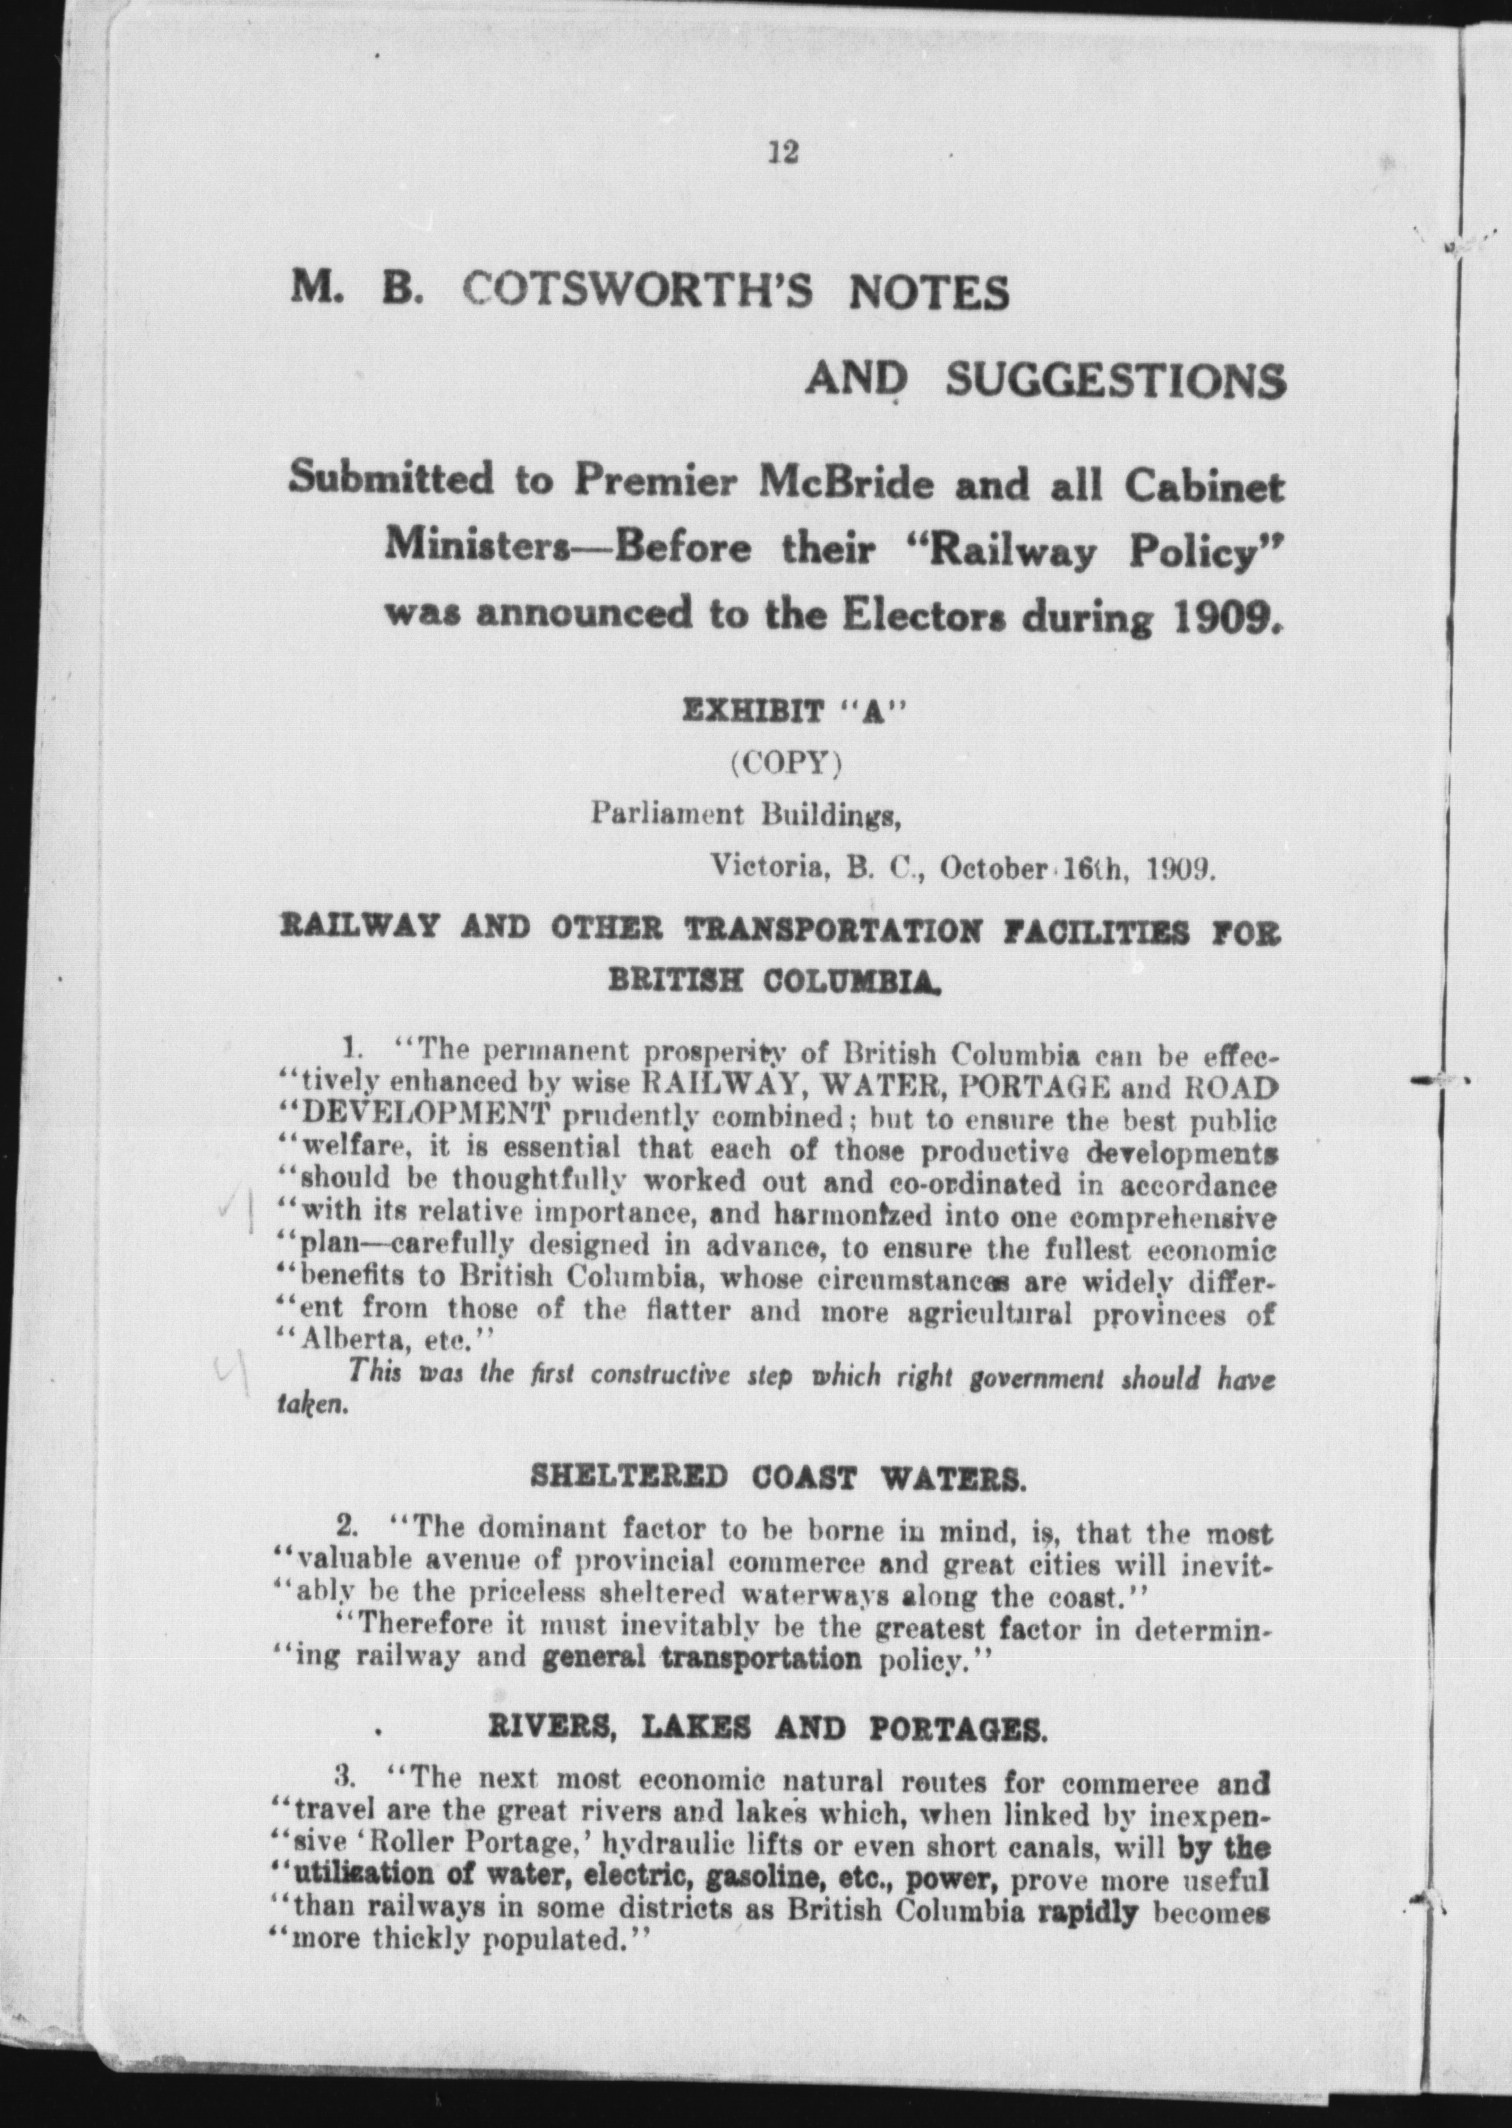 12
M. B. COTSWORTH'S NOTES
AND SUGGESTIONS
Submitted to Premier McBride and all Cabinet
Ministers—Before their “Railway Policy”
was announced to the Electors during 1909.
EXHIBIT “A”
(COPY)
Parliament Buildings,
Victoria, B. C., October 16th, 1909.
RAILWAY AND OTHER TRANSPORTATION FACILITIES FOR
BRITISH COLUMBIA.
1. “The permanent prosperity of British Columbia can be effec-
“tively enhanced by wise RAILWAY, WATER, PORTAGE and ROAD
“DEVELOPMENT prudently combined; but to ensure the best public
“welfare, it is essential that each of those productive developments
“should be thoughtfully worked out and co-ordinated in accordance
“with its relative importance, and harmonized into one comprehensive
“plan—carefully designed in advance, to ensure the fullest economic
“benefits to British Columbia, whose circumstances are widely differ-
“ent from those of the flatter and more agricultural provinces of
“Alberta, etc.”
This was the first constructive step which right government should have
taken.
SHELTERED COAST WATERS.
2. “The dominant factor to be borne in mind, is, that the most
“valuable avenue of provincial commerce and great cities will inevit-
“ably be the priceless sheltered waterways along the coast.”
“Therefore it must inevitably be the greatest factor in determin-
“ing railway and general transportation policy.”
RIVERS, LAKES AND PORTAGES.
3. “The next most economic natural routes for commerce and
“travel are the great rivers and lakes which, when linked by inexpen-
“sive ‘Roller Portage,’ hydraulic lifts or even short canals, will by the
“utilization of water, electric, gasoline, etc., power, prove more useful
“than railways in some districts as British Columbia rapidly becomes
“more thickly populated.”